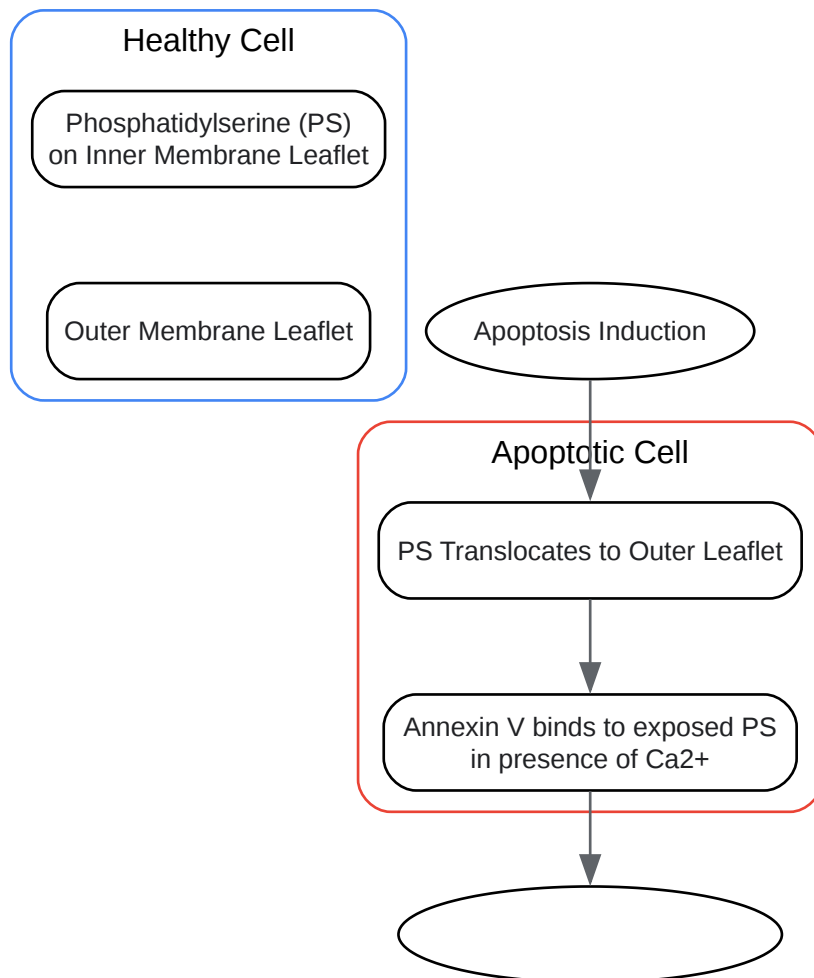 Healthy Cell
Phosphatidylserine (PS)
on Inner Membrane Leaflet
Outer Membrane Leaflet
Apoptosis Induction
Apoptotic Cell
PS Translocates to Outer Leaflet
Annexin V binds to exposed PS
in presence of Ca2+